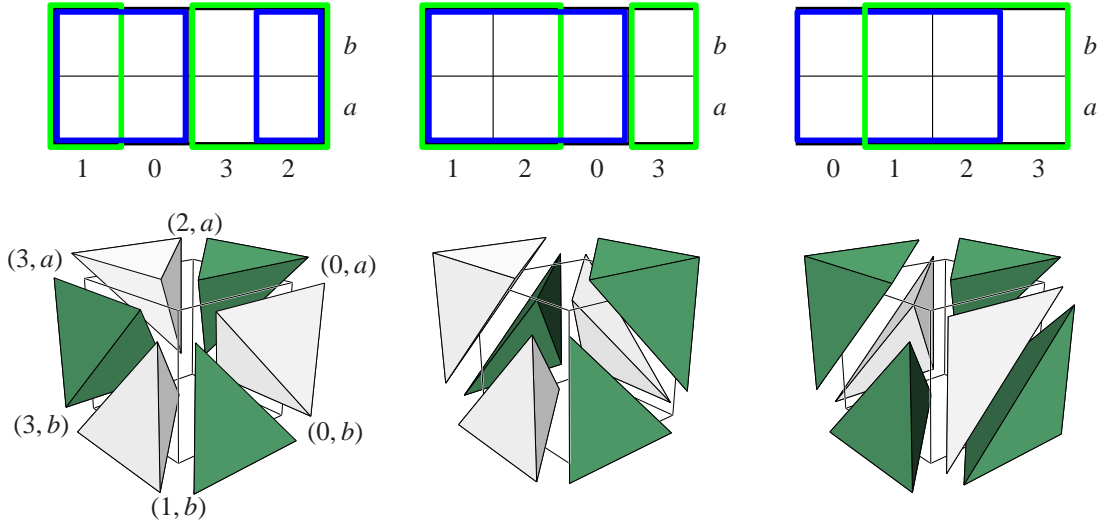 b
a
1 0 3 2
b
a
1 2 0 3
b
a
0 1 2 3
(2, a)
(3, a)
(0, a)
(3, b)
(0, b)
(1, b)